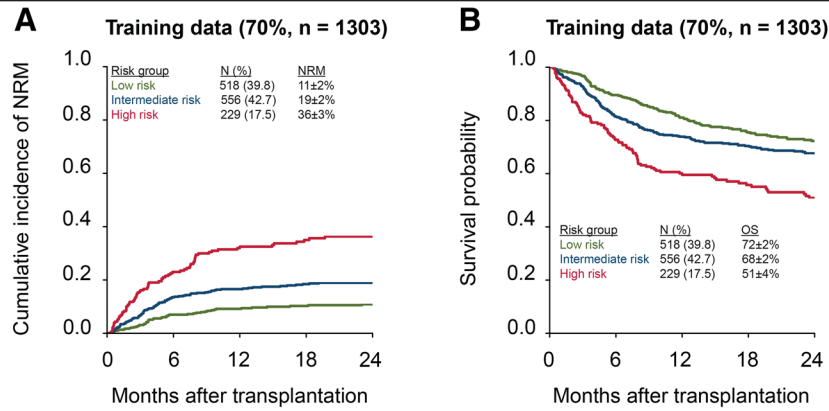 A
Training data (70%, n = 1303)
Cumulative incidence of NRM
1.0
0.8
0.6
0.4
0.2
0.0
Risk group N (%) NRM
Low risk 518 (39.8) 11±2%
Intermediate risk 556 (42.7) 19±2%
High risk 229 (17.5) 36±3%
0 6 12 18 24
Months after transplantation
B
Training data (70%, n = 1303)
Survival probability
1.0
0.8
0.6
0.4
0.2
0.0
Risk group N (%) OS
Low risk 518 (39.8) 72±2%
Intermediate risk 556 (42.7) 68±2%
High risk 229 (17.5) 51±4%
0 6 12 18 24
Months after transplantation